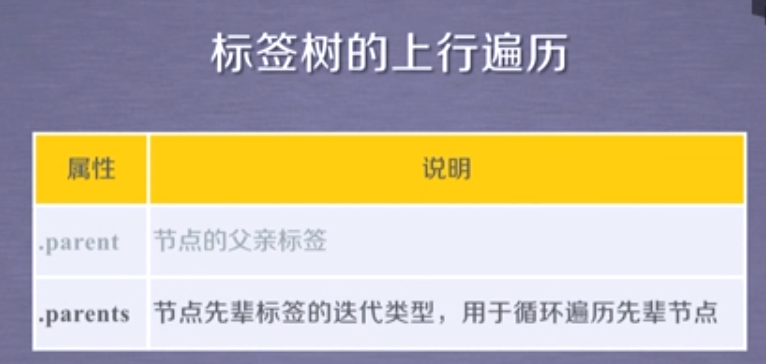 标签树的上行遍历
属性 说明
.parent 节点的父亲标签
.parents 节点先辈标签的迭代类型，用于循环遍历先辈节点